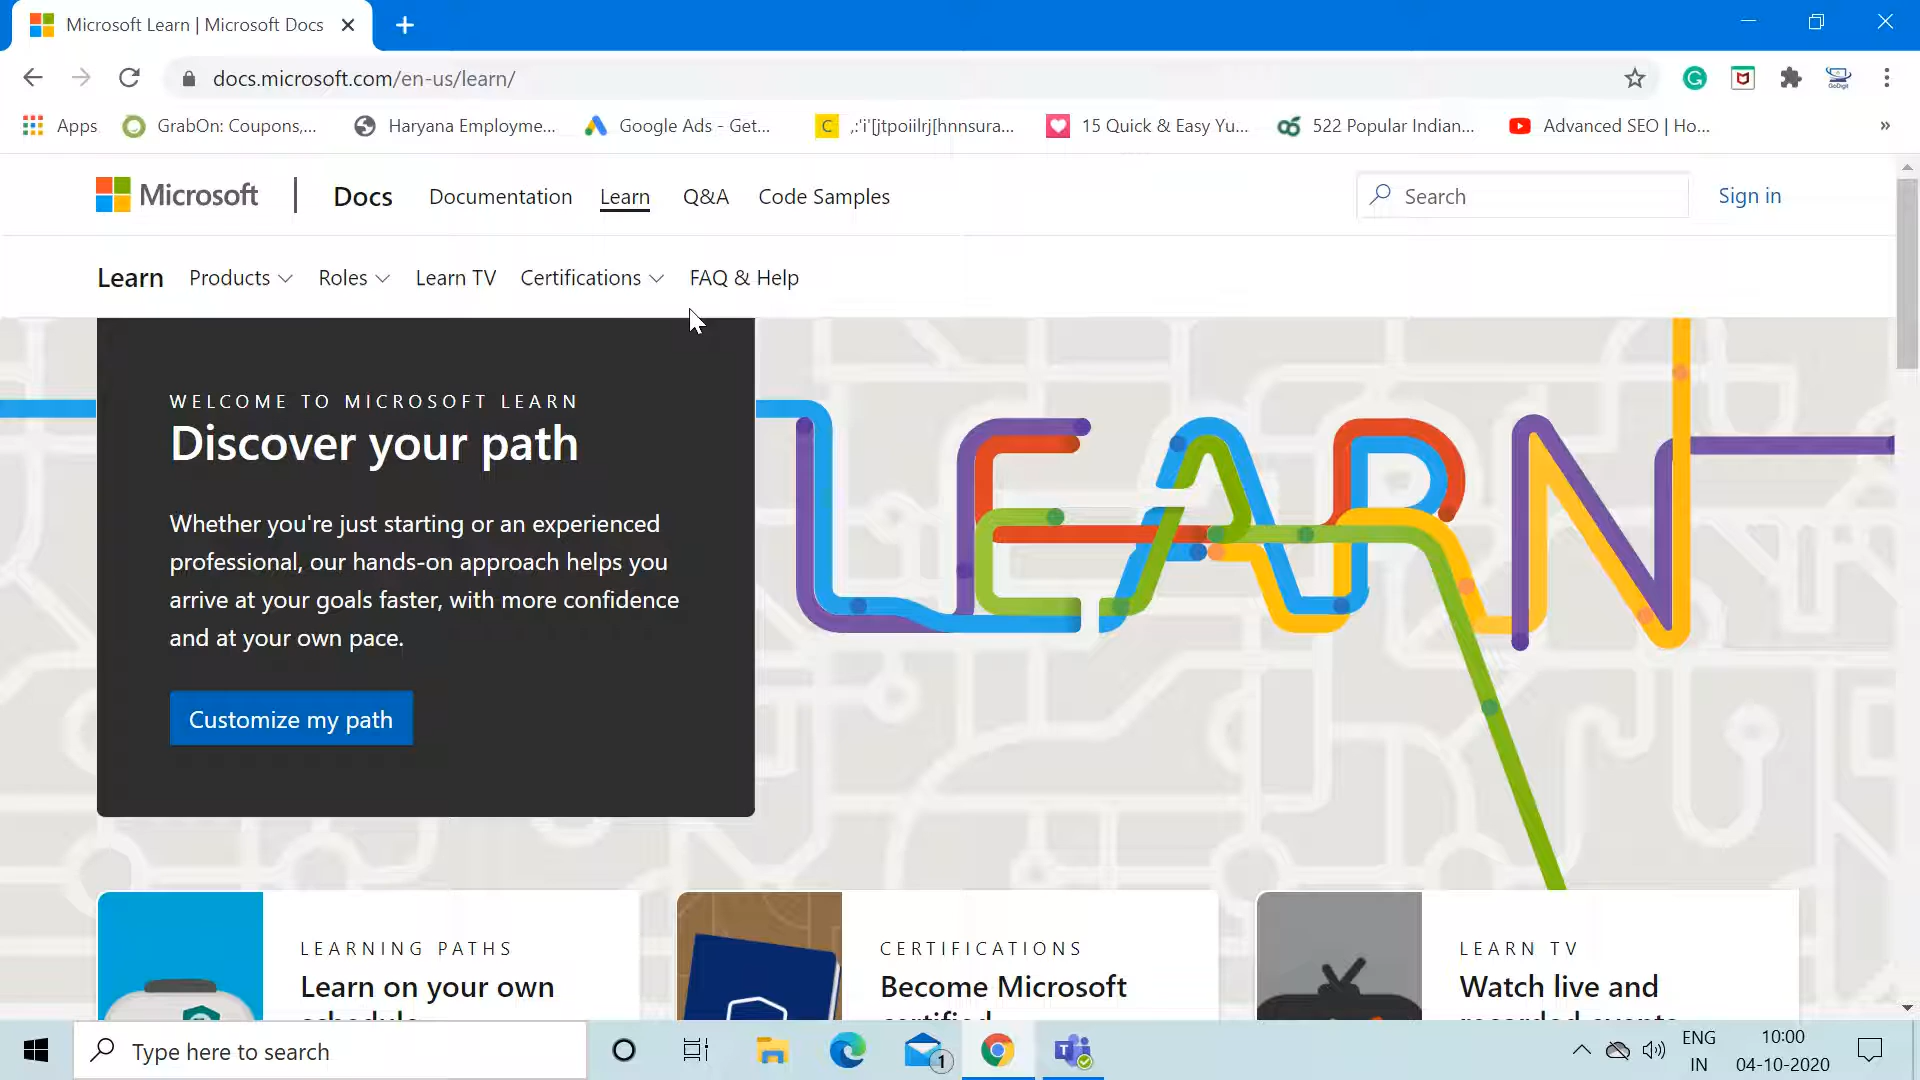 Microsoft Learn | Microsoft Docs
docs.microsoft.com/en-us/learn/
Apps GrabOn: Coupons,... Haryana Employme... Google Ads - Get... C ,:'i'[jtpoiilrj[hnnsura... 15 Quick & Easy Yu... 522 Popular Indian... Advanced SEO | Ho... »
Microsoft Docs Documentation Learn Q&A Code Samples Search Sign in
Learn Products Roles Learn TV Certifications FAQ & Help
WELCOME TO MICROSOFT LEARN
Discover your path
Whether you're just starting or an experienced
professional, our hands-on approach helps you
arrive at your goals faster, with more confidence
and at your own pace.
Customize my path
LEARN
LEARNING PATHS
Learn on your own
schedule
CERTIFICATIONS
Become Microsoft
certified
LEARN TV
Watch live and
recorded events
Type here to search
1
ENG
IN
10:00
04-10-2020